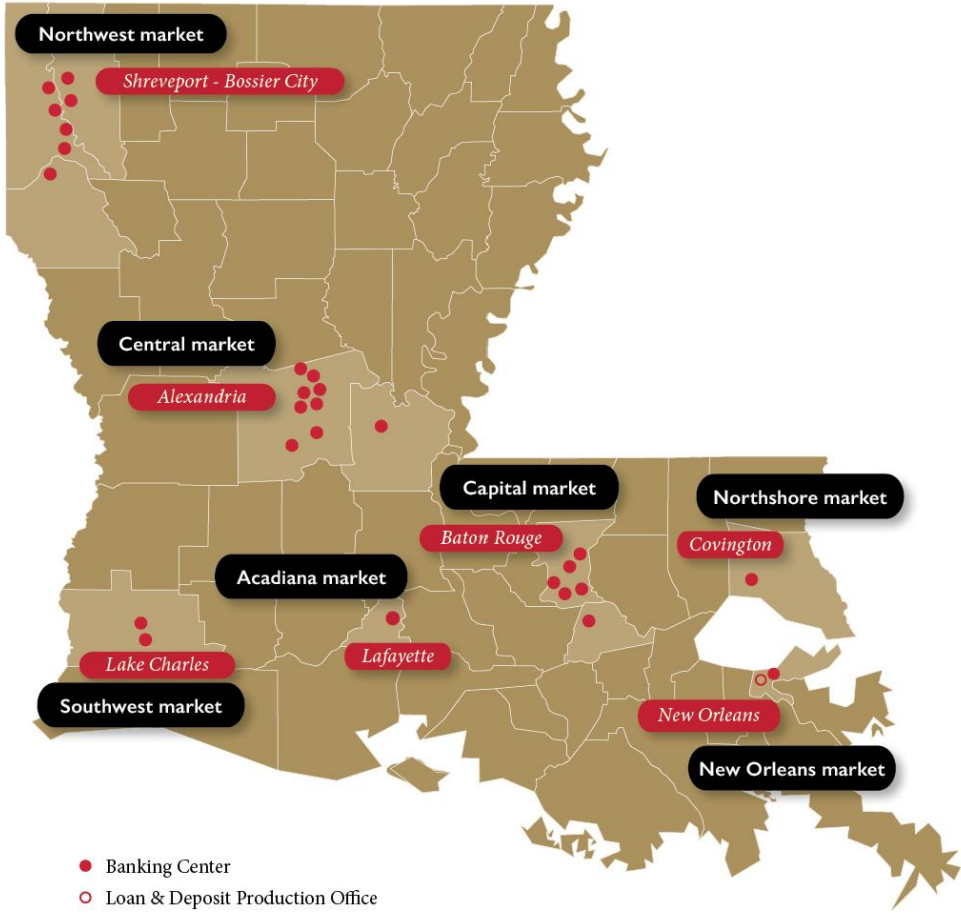 Northwest market
Shreveport - Bossier City
Central market
Alexandria
Capital market
Northshore market
Baton Rouge
Covington
Acadiana market
Lake Charles
Lafayette
Southwest market
New Orleans
New Orleans market
Banking Center
Loan & Deposit Production Office